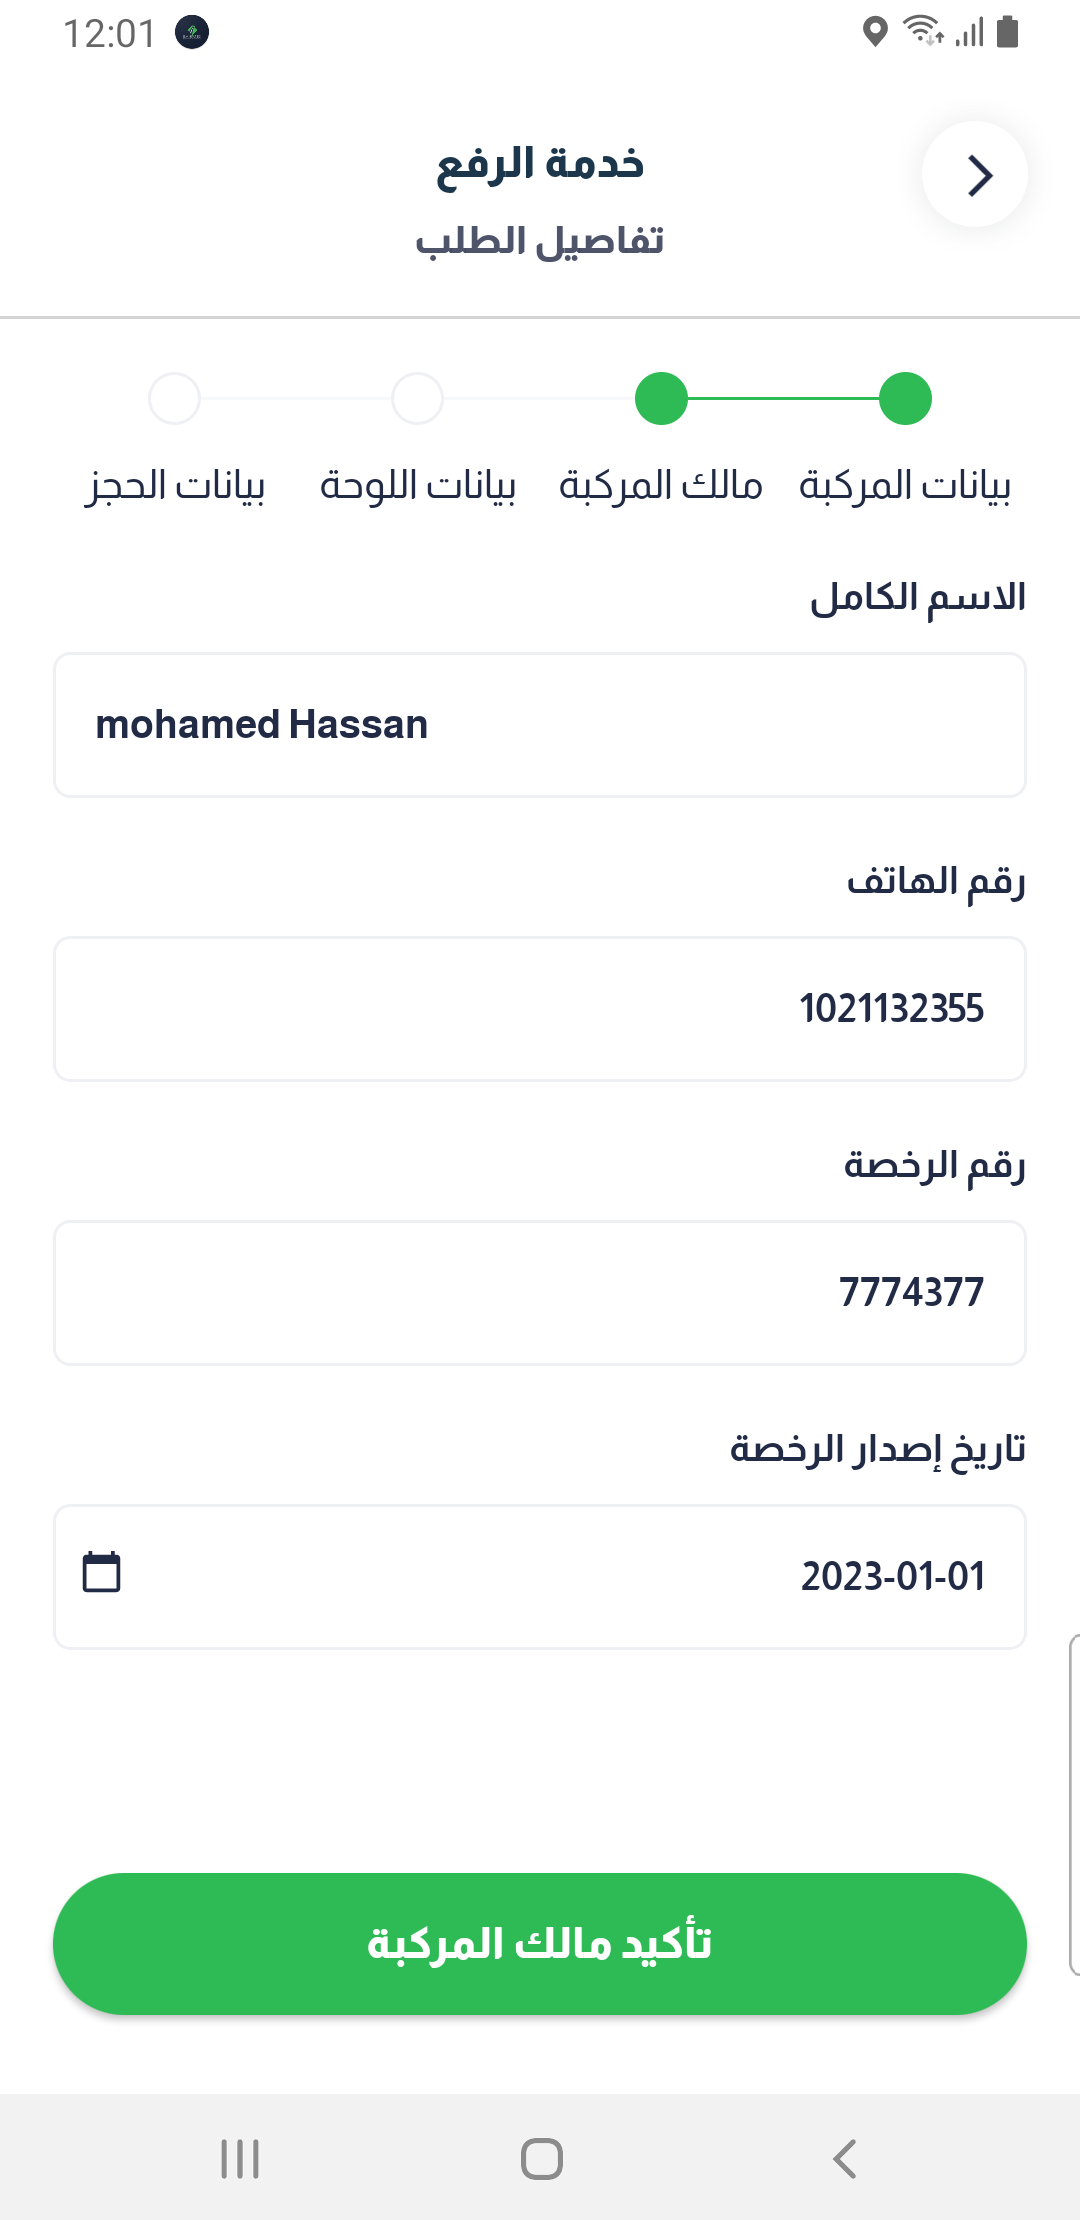 12:01
خدمة الرفع
تفاصيل الطلب
بيانات المركبة
مالك المركبة
بيانات اللوحة
بيانات الحجز
الاسم الكامل
mohamed Hassan
رقم الهاتف
1021132355
رقم الرخصة
7774377
تاريخ إصدار الرخصة
2023-01-01
تأكيد مالك المركبة